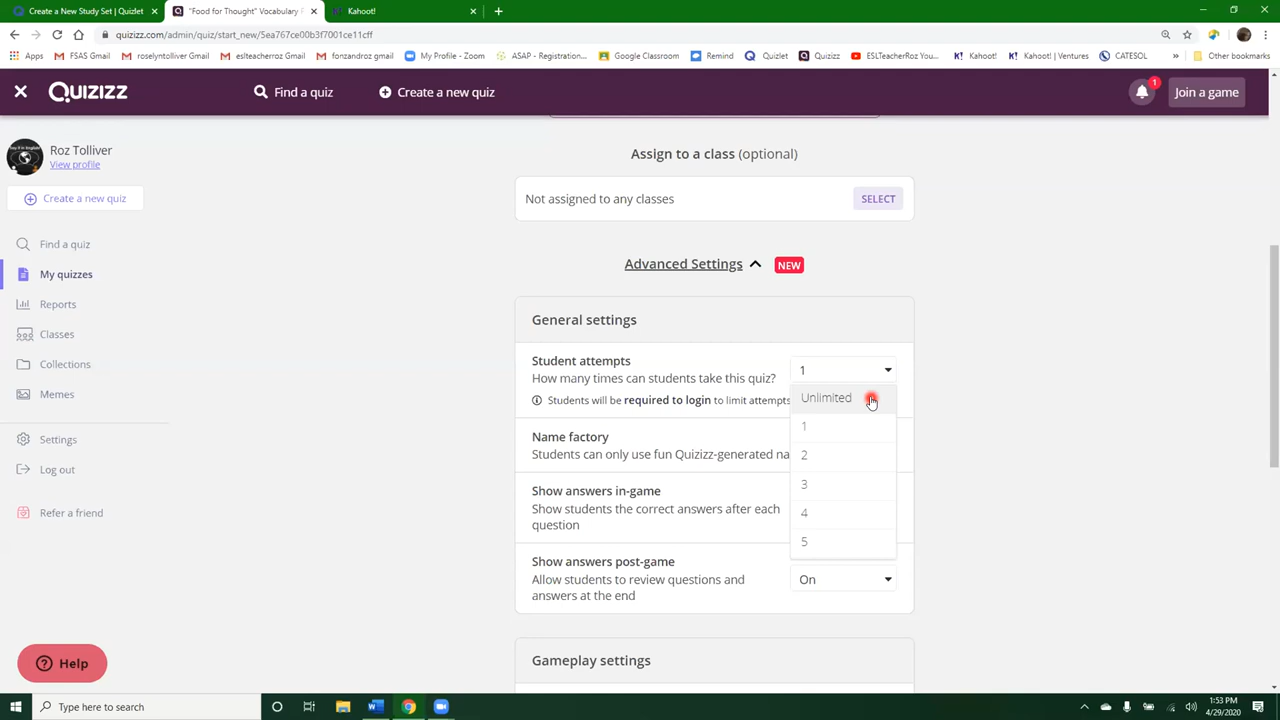 Create a New Study Set | Quizlet
"Food for Thought" Vocabulary F
Kahoot!
quizizz.com/admin/quiz/start_new/5ea767ce00b3f7001ce11cff
Apps
FSAS Gmail
roselyntolliver Gmail
eslteacherroz Gmail
fonzandroz gmail
My Profile - Zoom
ASAP - Registration...
Google Classroom
Remind
Quizlet
Quizizz
ESLTeacherRoz You...
Kahoot!
Kahoot! | Ventures
CATESOL
»
Other bookmarks
QUIZIZZ
Find a quiz
Create a new quiz
1
Join a game
Roz Tolliver
View profile
Create a new quiz
Find a quiz
My quizzes
Reports
Classes
Collections
Memes
Settings
Log out
Refer a friend
Help
Assign to a class (optional)
Not assigned to any classes
SELECT
Advanced Settings
NEW
General settings
Student attempts
How many times can students take this quiz?
Students will be required to login to limit attempts
1
Unlimited
1
2
3
4
5
Name factory
Students can only use fun Quizizz-generated na
Show answers in-game
Show students the correct answers after each
question
Show answers post-game
Allow students to review questions and
answers at the end
On
Gameplay settings
Type here to search
1:53 PM
4/29/2020